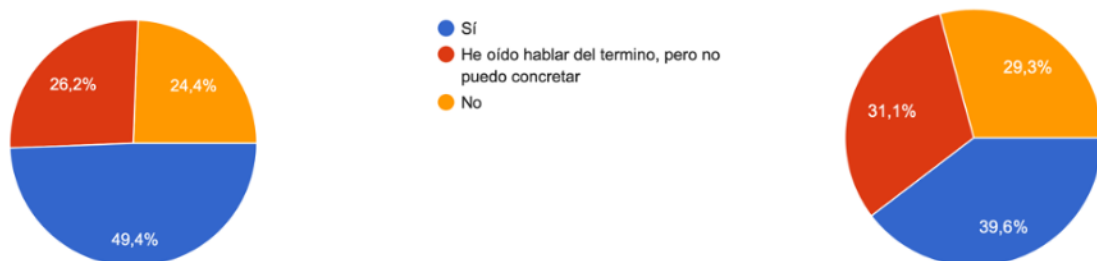 26,2%
24,4%
49,4%
Sí
He oído hablar del termino, pero no
puedo concretar
No
31,1%
29,3%
39,6%